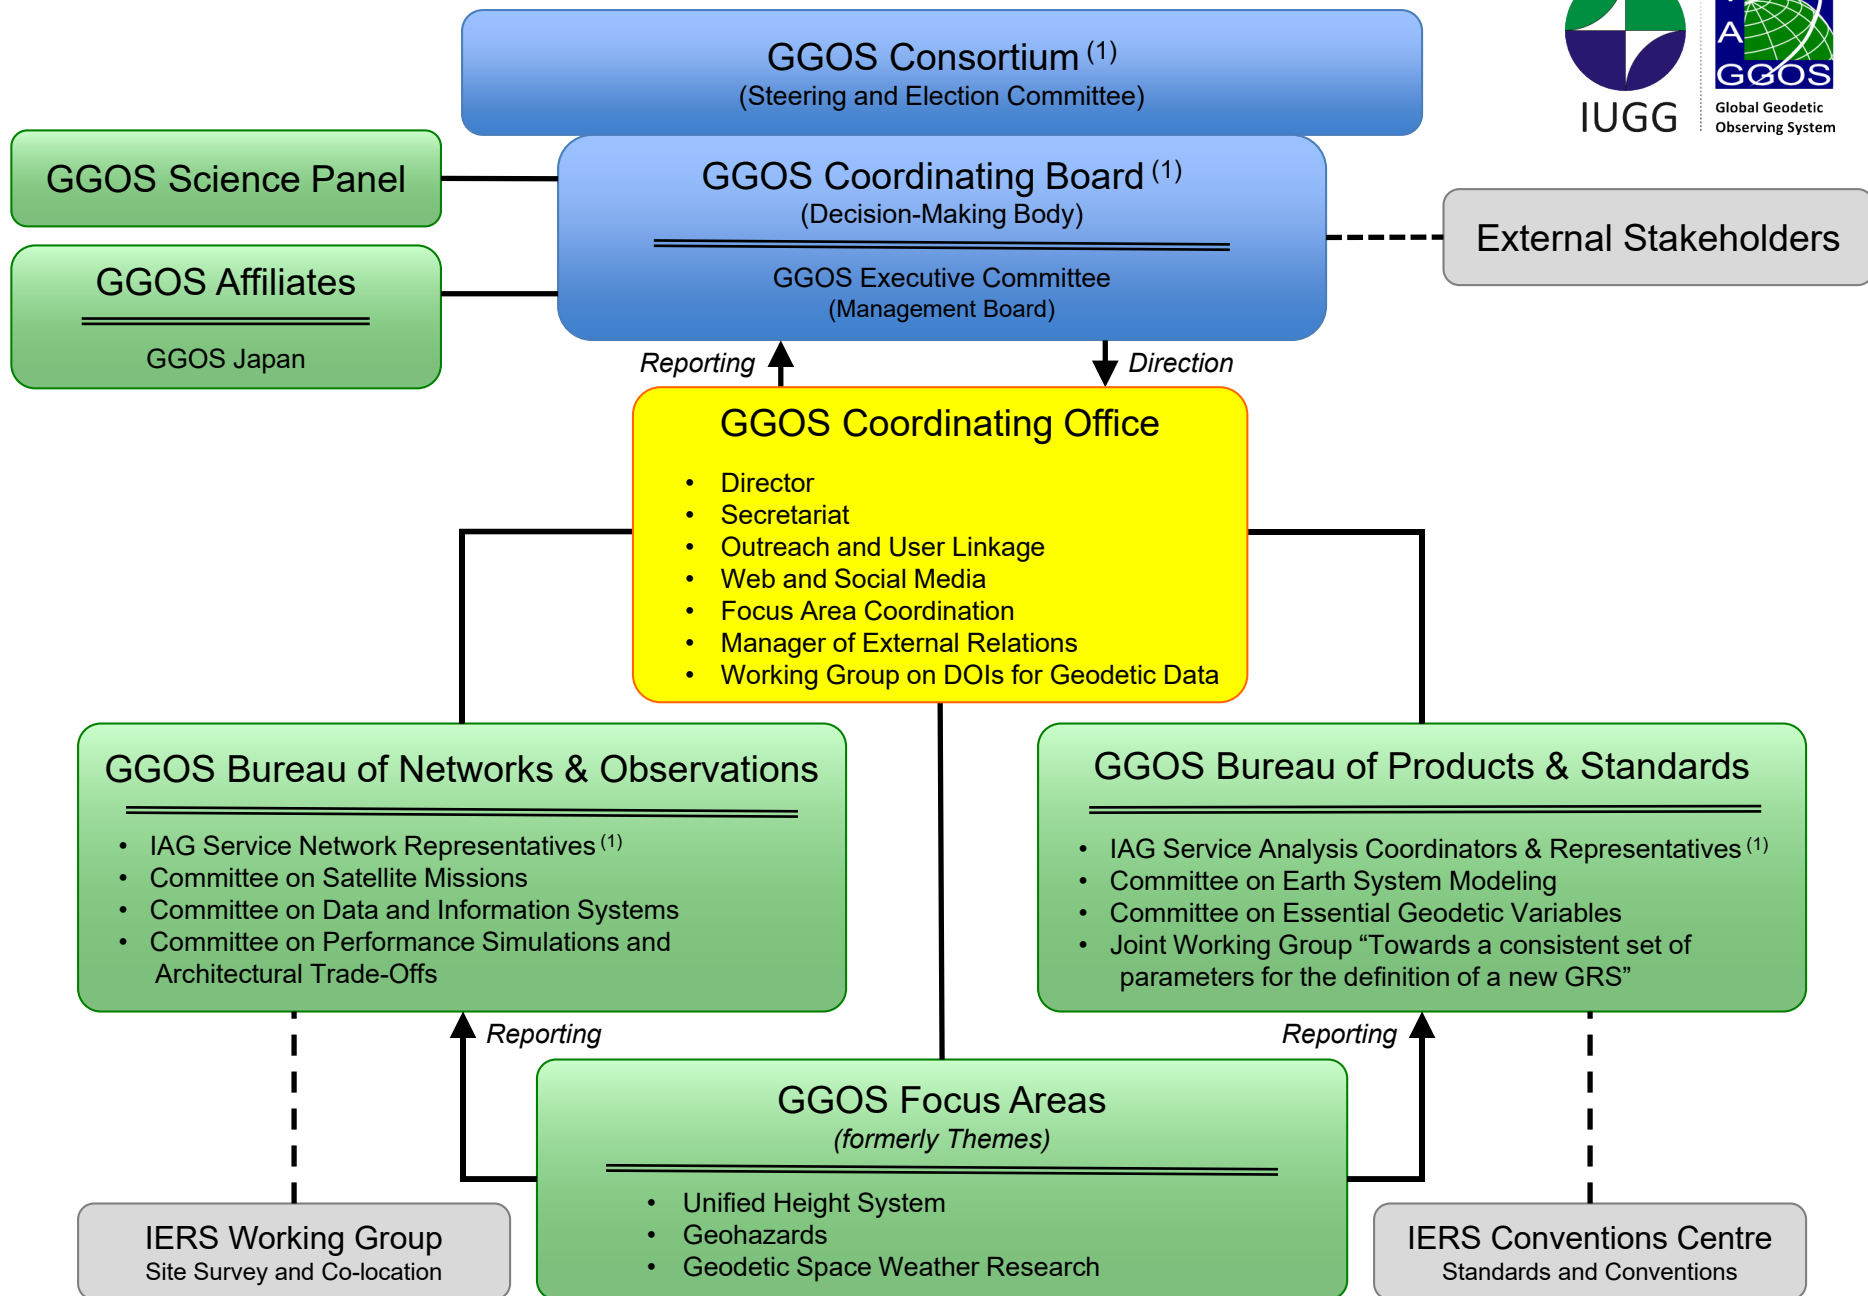 GGOS Consortium (1)
(Steering and Election Committee)
A
GGOS
IUGG
Global Geodetic
Observing System
GGOS Science Panel
GGOS Coordinating Board (1)
(Decision-Making Body)
GGOS Executive Committee
(Management Board)
External Stakeholders
GGOS Affiliates
GGOS Japan
Reporting
Direction
GGOS Coordinating Office
• Director
• Secretariat
• Outreach and User Linkage
• Web and Social Media
• Focus Area Coordination
• Manager of External Relations
• Working Group on DOIs for Geodetic Data
GGOS Bureau of Networks & Observations
• IAG Service Network Representatives (1)
• Committee on Satellite Missions
• Committee on Data and Information Systems
• Committee on Performance Simulations and
Architectural Trade-Offs
GGOS Bureau of Products & Standards
• IAG Service Analysis Coordinators & Representatives (1)
• Committee on Earth System Modeling
• Committee on Essential Geodetic Variables
• Joint Working Group “Towards a consistent set of
parameters for the definition of a new GRS”
Reporting
Reporting
GGOS Focus Areas
(formerly Themes)
• Unified Height System
• Geohazards
• Geodetic Space Weather Research
IERS Working Group
Site Survey and Co-location
IERS Conventions Centre
Standards and Conventions